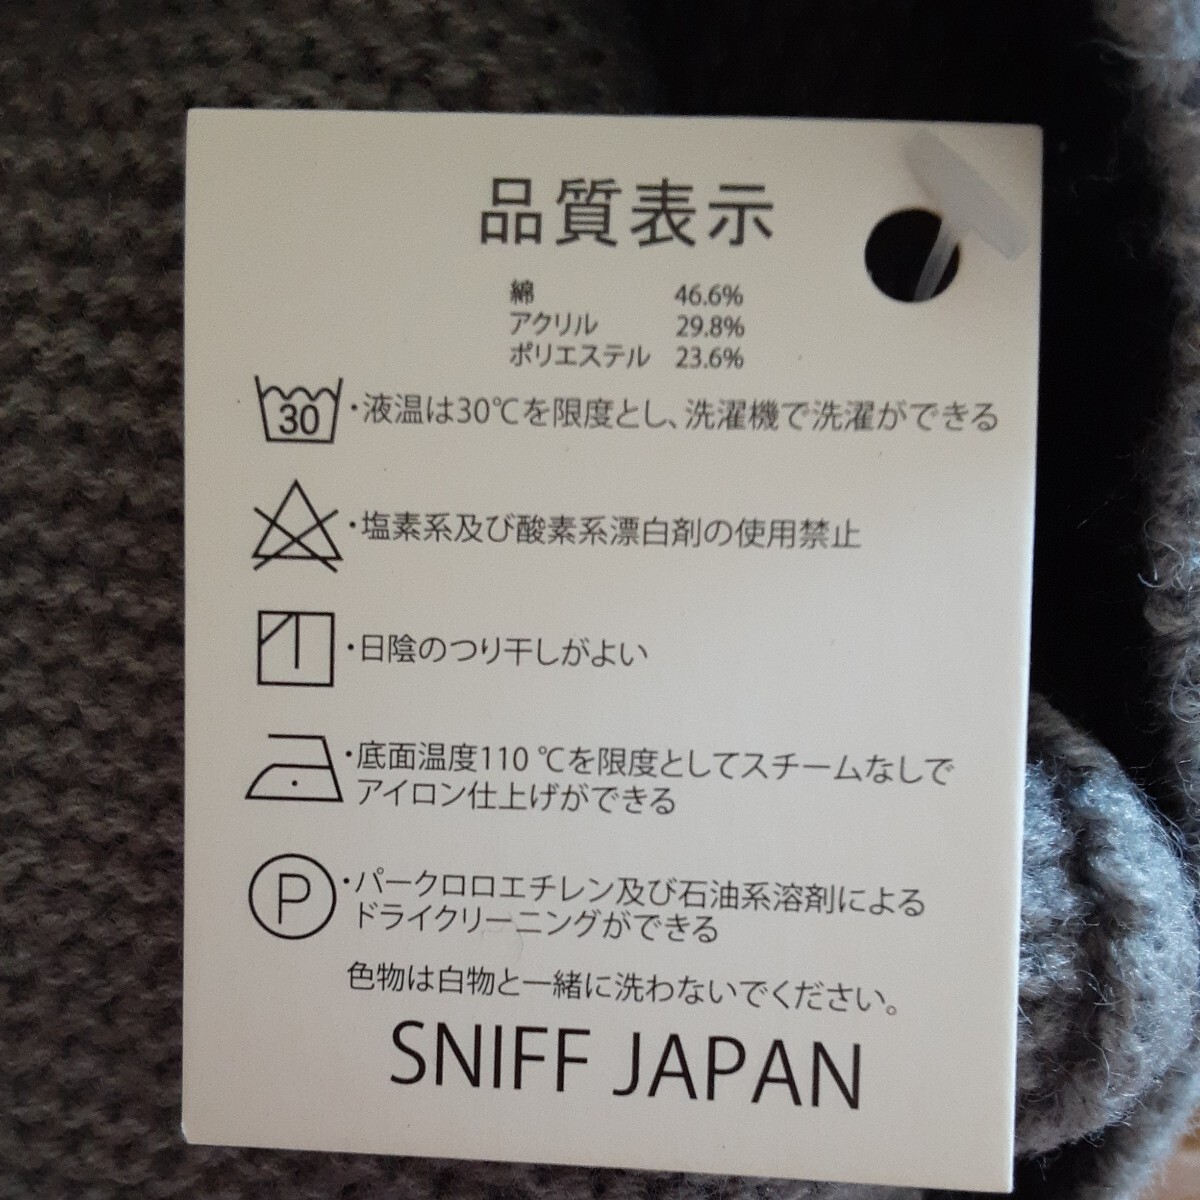 品質表示
綿 46.6%
アクリル 29.8%
ポリエステル 23.6%
30 ・液温は30℃を限度とし、洗濯機で洗濯ができる
・塩素系及び酸素系漂白剤の使用禁止
・日陰のつり干しがよい
・底面温度110 ℃を限度としてスチームなしで
アイロン仕上げができる
P ・パークロロエチレン及び石油系溶剤による
ドライクリーニングができる
色物は白物と一緒に洗わないでください。
SNIFF JAPAN